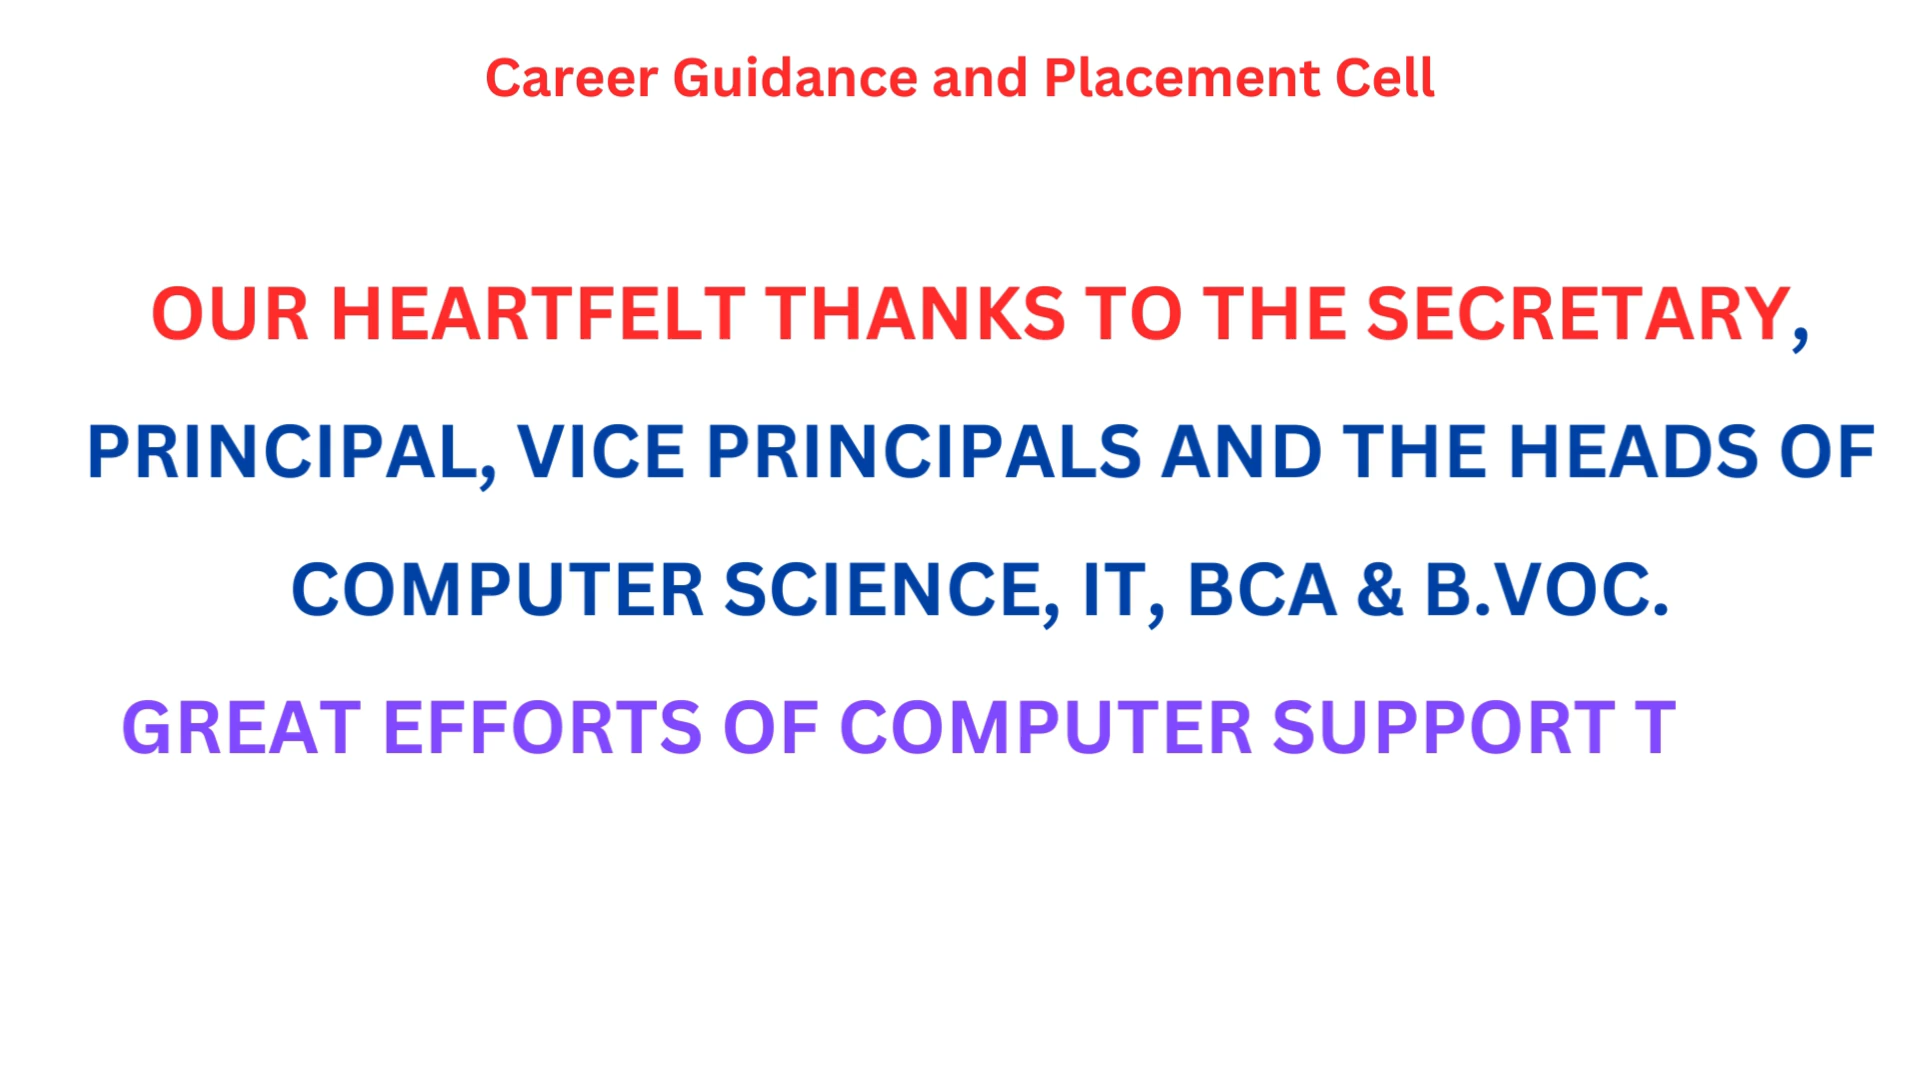 Career Guidance and Placement Cell
OUR HEARTFELT THANKS TO THE SECRETARY,
PRINCIPAL, VICE PRINCIPALS AND THE HEADS OF
COMPUTER SCIENCE, IT, BCA & B.VOC.
GREAT EFFORTS OF COMPUTER SUPPORT T